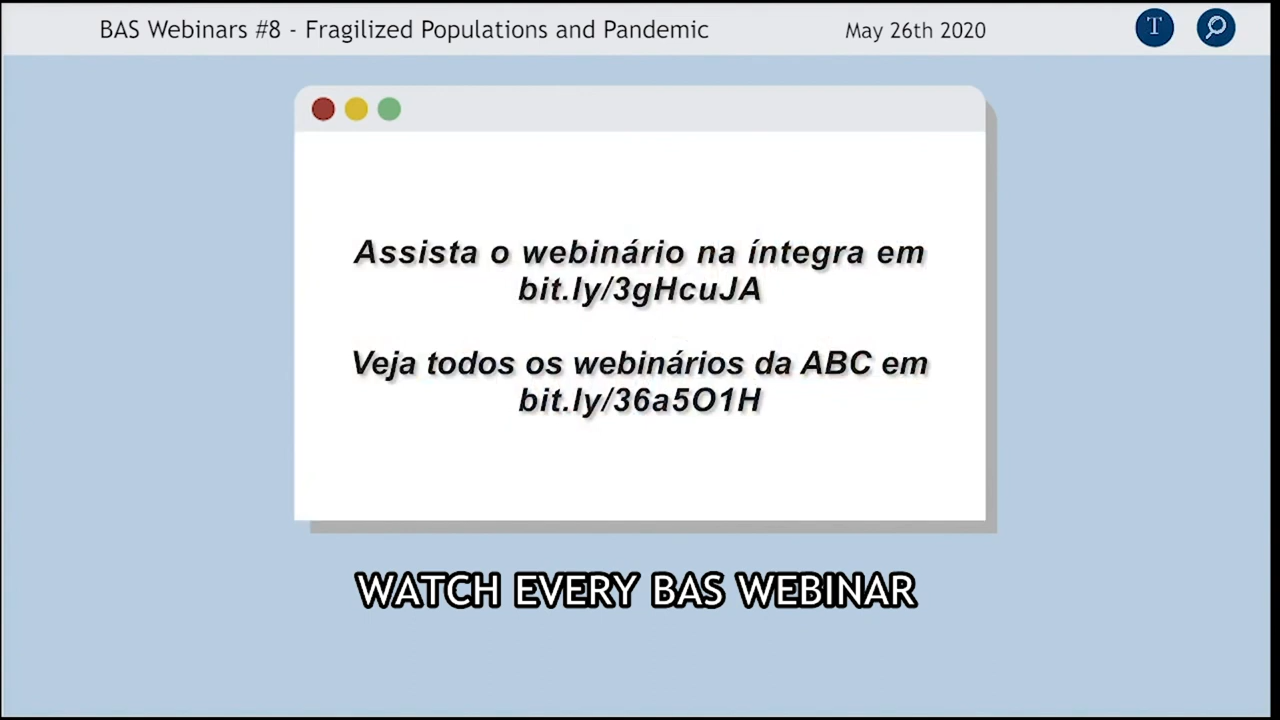 BAS Webinars #8 - Fragilized Populations and Pandemic
May 26th 2020
T
Assista o webinário na íntegra em
bit.ly/3gHcuJA
Veja todos os webinários da ABC em
bit.ly/36a5O1H
WATCH EVERY BAS WEBINAR